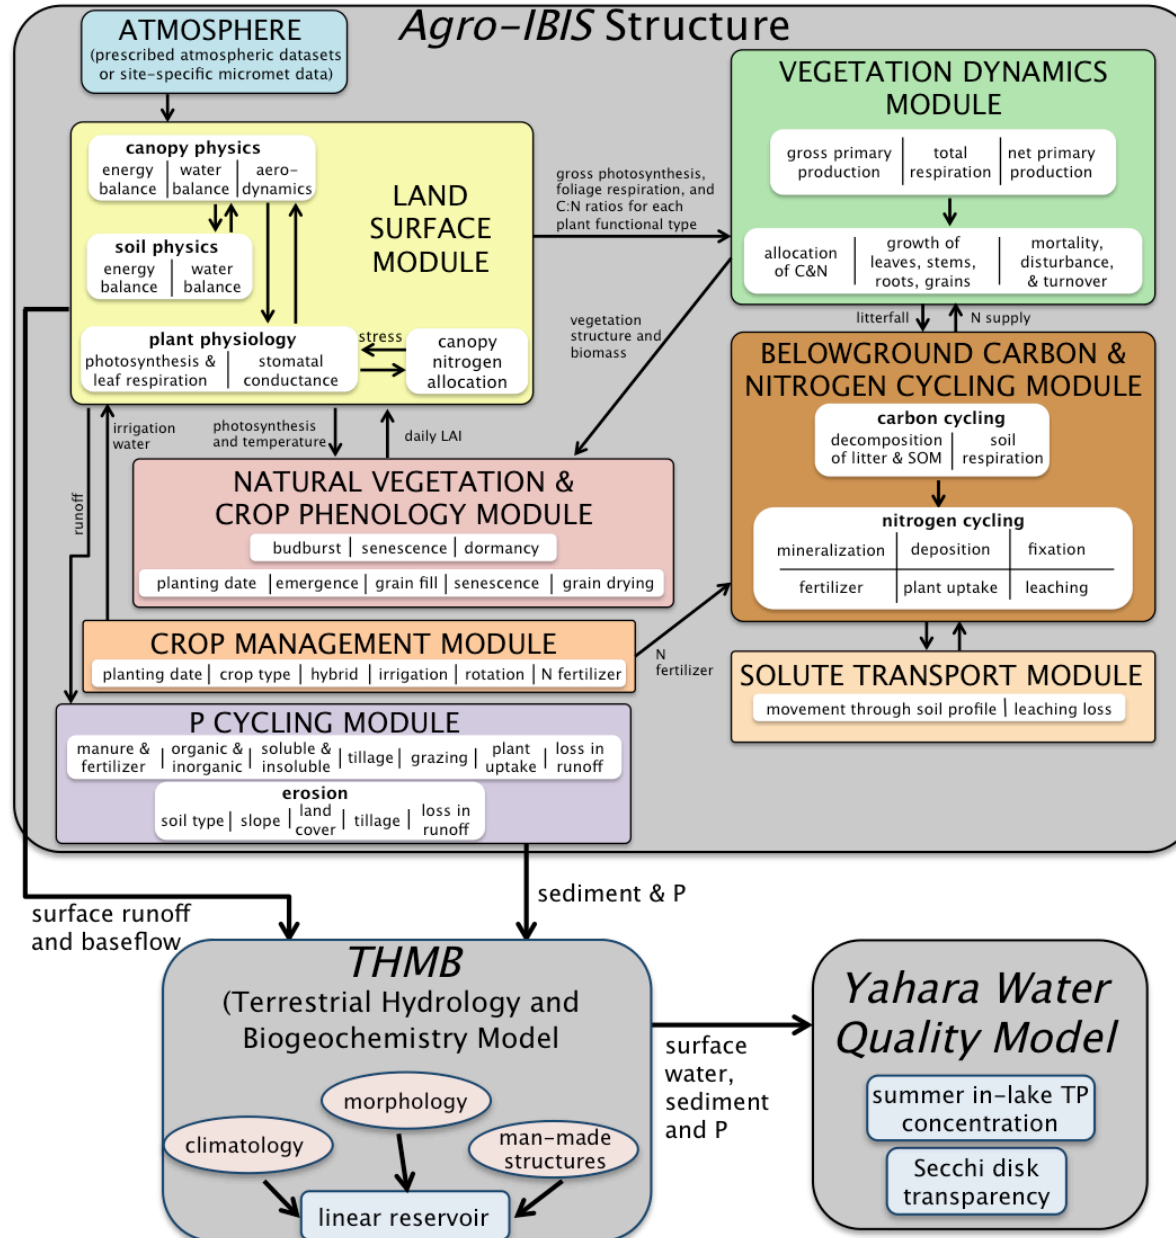 Agro-IBIS Structure
ATMOSPHERE
(prescribed atmospheric datasets
or site-specific micromet data)
canopy physics
energy balance | water balance | aero-dynamics
soil physics
energy balance | water balance
LAND
SURFACE
MODULE
plant physiology
photosynthesis & leaf respiration | stomatal conductance
stress
canopy
nitrogen
allocation
gross photosynthesis,
foliage respiration, and
C:N ratios for each
plant functional type
VEGETATION DYNAMICS
MODULE
gross primary production | total respiration | net primary production
allocation of C&N | growth of leaves, stems, roots, grains | mortality, disturbance, & turnover
vegetation
structure and
biomass
litterfall
N supply
BELOWGROUND CARBON &
NITROGEN CYCLING MODULE
carbon cycling
decomposition of litter & SOM | soil respiration
nitrogen cycling
mineralization | deposition | fixation
fertilizer | plant uptake | leaching
irrigation
water
photosynthesis
and temperature
daily LAI
runoff
NATURAL VEGETATION &
CROP PHENOLOGY MODULE
budburst | senescence | dormancy
planting date | emergence | grain fill | senescence | grain drying
CROP MANAGEMENT MODULE
planting date | crop type | hybrid | irrigation | rotation | N fertilizer
N
fertilizer
SOLUTE TRANSPORT MODULE
movement through soil profile | leaching loss
P CYCLING MODULE
manure & fertilizer | organic & inorganic | soluble & insoluble | tillage | grazing | plant uptake | loss in runoff
erosion
soil type | slope | land cover | tillage | loss in runoff
surface runoff
and baseflow
sediment & P
THMB
(Terrestrial Hydrology and
Biogeochemistry Model
morphology
climatology
man-made
structures
linear reservoir
surface
water,
sediment
and P
Yahara Water
Quality Model
summer in-lake TP
concentration
Secchi disk
transparency